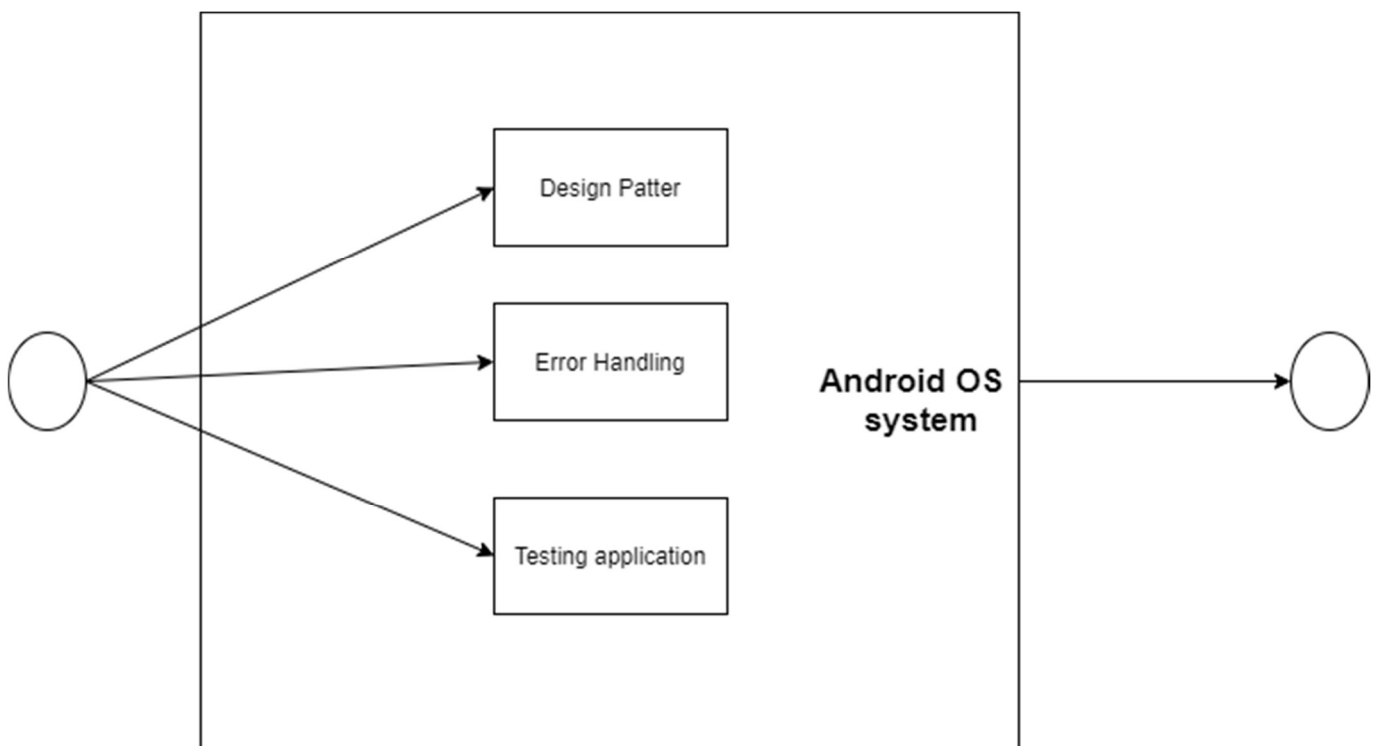 Design Patter
Error Handling
Android OS
system
Testing application